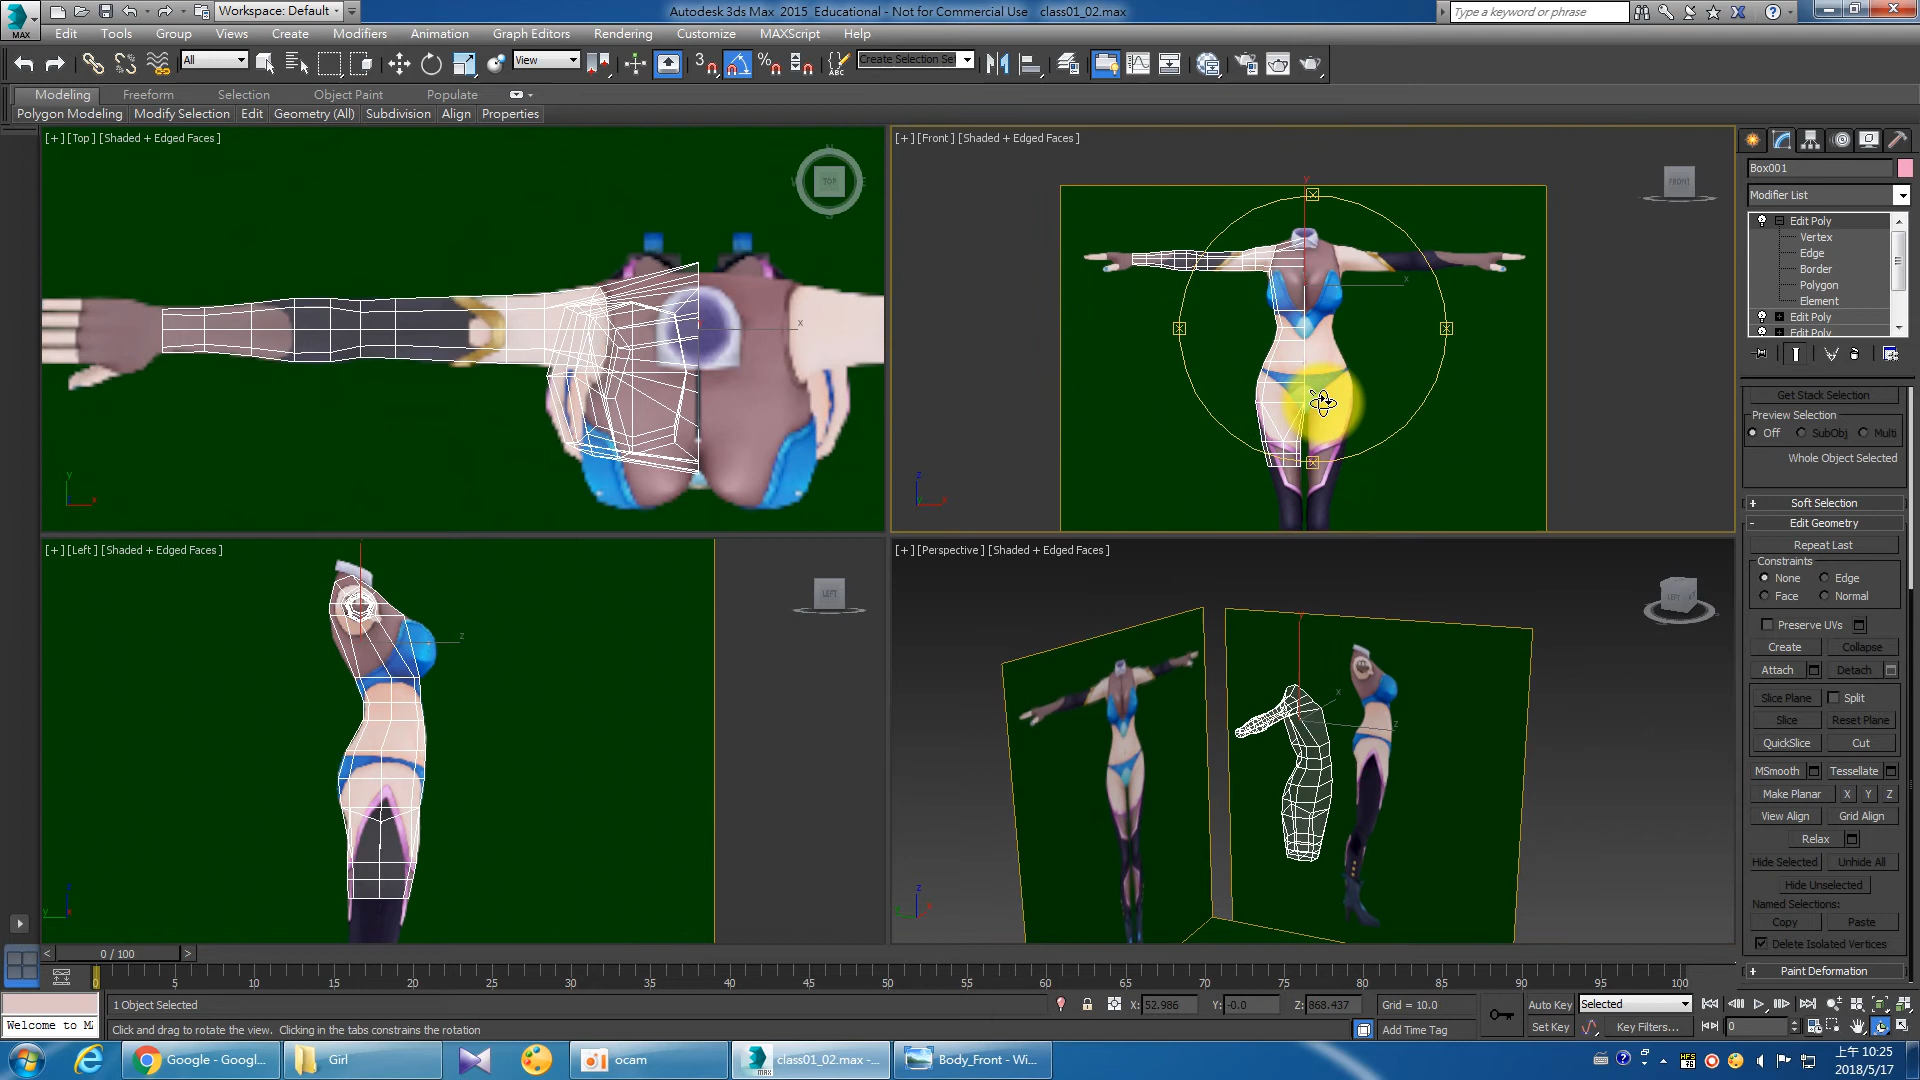 Workspace: Default
Autodesk 3ds Max 2015 Educational - Not for Commercial Use class01_02.max
Type a keyword or phrase
MAX
Edit Tools Group Views Create Modifiers Animation Graph Editors Rendering Customize MAXScript Help
All
View
3
%
ABC
Create Selection Se
Modeling Freeform Selection Object Paint Populate
Polygon Modeling Modify Selection Edit Geometry (All) Subdivision Align Properties
[+] [Top] [Shaded + Edged Faces]
TOP
[+] [Front] [Shaded + Edged Faces]
FRONT
[+] [Left] [Shaded + Edged Faces]
LEFT
[+] [Perspective] [Shaded + Edged Faces]
LEFT
Box001
Modifier List
Edit Poly
Vertex
Edge
Border
Polygon
Element
Edit Poly
Edit Poly
Get Stack Selection
Preview Selection
Off SubObj Multi
Whole Object Selected
+ Soft Selection
- Edit Geometry
Repeat Last
Constraints
None Edge
Face Normal
Preserve UVs
Create Collapse
Attach Detach
Slice Plane Split
Slice Reset Plane
QuickSlice Cut
MSmooth Tessellate
Make Planar X Y Z
View Align Grid Align
Relax
Hide Selected Unhide All
Hide Unselected
Named Selections:
Copy Paste
Delete Isolated Vertices
+ Paint Deformation
< 0 / 100 >
0 5 10 15 20 25 30 35 40 45 50 55 60 65 70 75 80 85 90 95 100
1 Object Selected
X: 52.986 Y: -0.0 Z: 868.437 Grid = 10.0
Auto Key Selected
Welcome to M
Click and drag to rotate the view. Clicking in the tabs constrains the rotation
Add Time Tag
Set Key Key Filters... 0
Google - Googl...
Girl
ocam
class01_02.max -...
Body_Front - Wi...
上午 10:25
2018/5/17